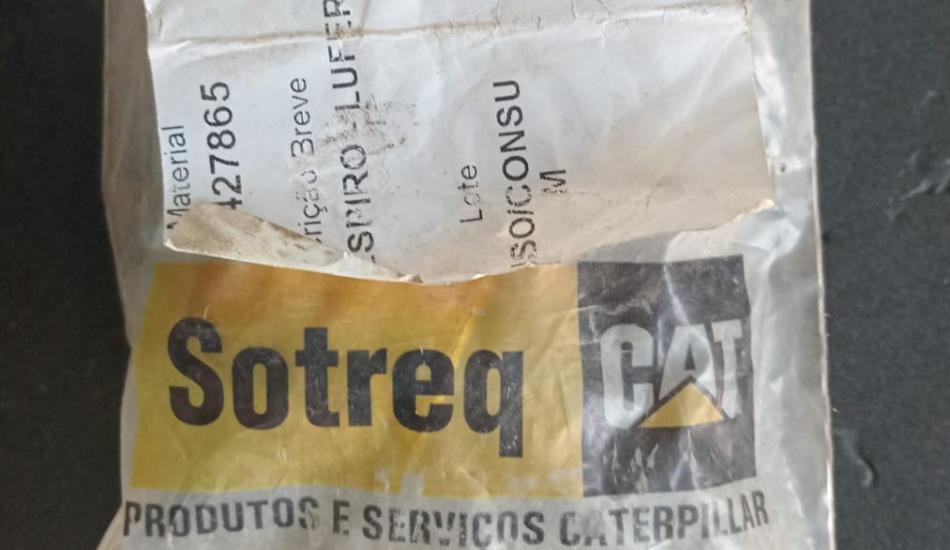 Material
427865
rição Breve
SPIRO - LUFER
Lote
SOICONSU
M
Sotreq
CAT
PRODUTOS E SERVIÇOS CATERPILLAR